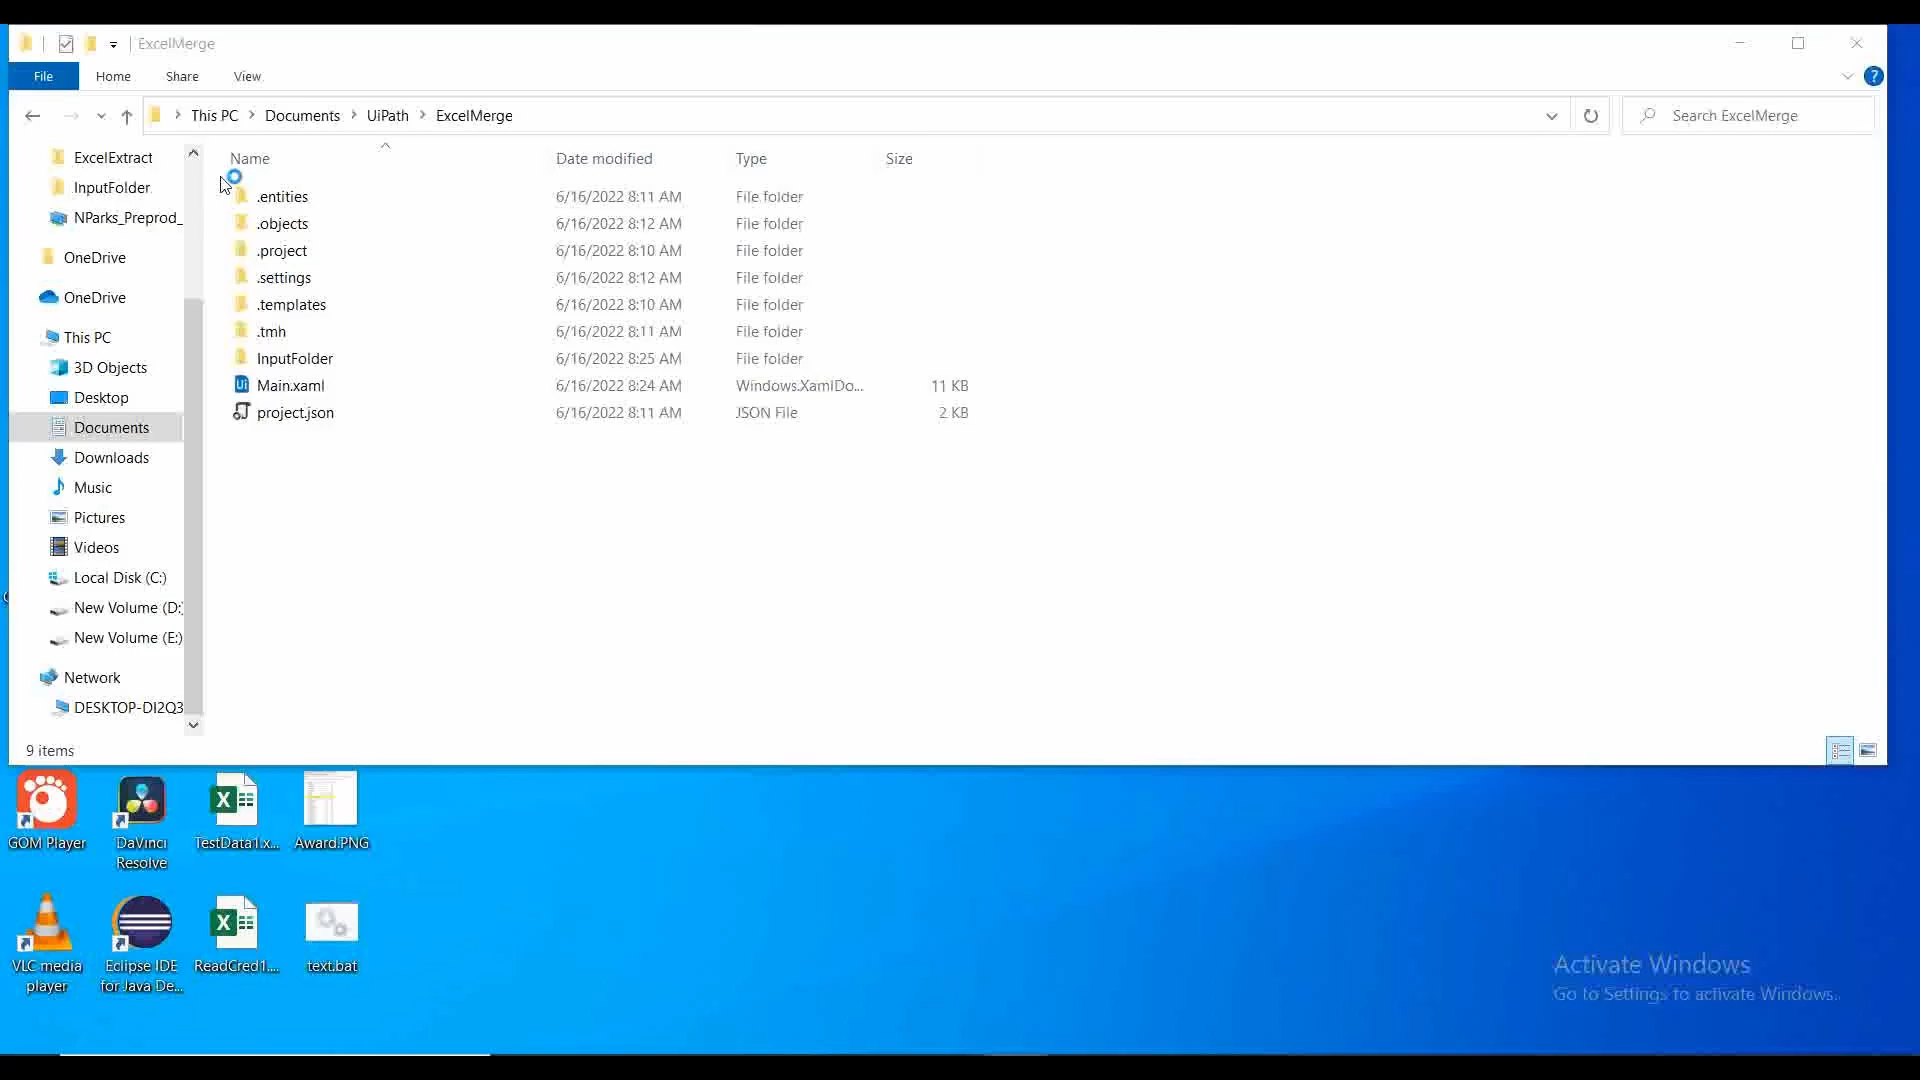 ExcelMerge
File Home Share View
This PC Documents UiPath ExcelMerge
Search ExcelMerge
ExcelExtract
InputFolder
NParks_Preprod_
OneDrive
OneDrive
This PC
3D Objects
Desktop
Documents
Downloads
Music
Pictures
Videos
Local Disk (C:)
New Volume (D:)
New Volume (E:)
Network
DESKTOP-DI2Q3
Name Date modified Type Size
.entities 6/16/2022 8:11 AM File folder
.objects 6/16/2022 8:12 AM File folder
.project 6/16/2022 8:10 AM File folder
.settings 6/16/2022 8:12 AM File folder
.templates 6/16/2022 8:10 AM File folder
.tmh 6/16/2022 8:11 AM File folder
InputFolder 6/16/2022 8:25 AM File folder
Main.xaml 6/16/2022 8:24 AM Windows.XamlDo... 11 KB
project.json 6/16/2022 8:11 AM JSON File 2 KB
9 items
GOM Player
DaVinci
Resolve
TestData1.x...
Award.PNG
VLC media
player
Eclipse IDE
for Java De...
ReadCred1....
text.bat
Activate Windows
Go to Settings to activate Windows.